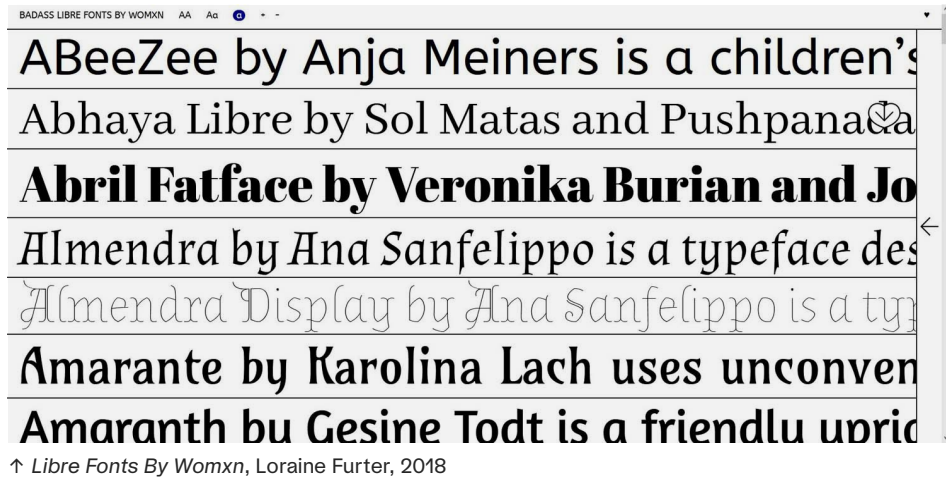 BADASS LIBRE FONTS BY WOMXN AA Aa a + - ♥
ABeeZee by Anja Meiners is a children's
Abhaya Libre by Sol Matas and Pushpananda
Abril Fatface by Veronika Burian and Jo
Almendra by Ana Sanfelippo is a typeface des
Almendra Display by Ana Sanfelippo is a typ
Amarante by Karolina Lach uses unconven
Amaranth by Gesine Todt is a friendly uprig
↑ Libre Fonts By Womxn, Loraine Furter, 2018